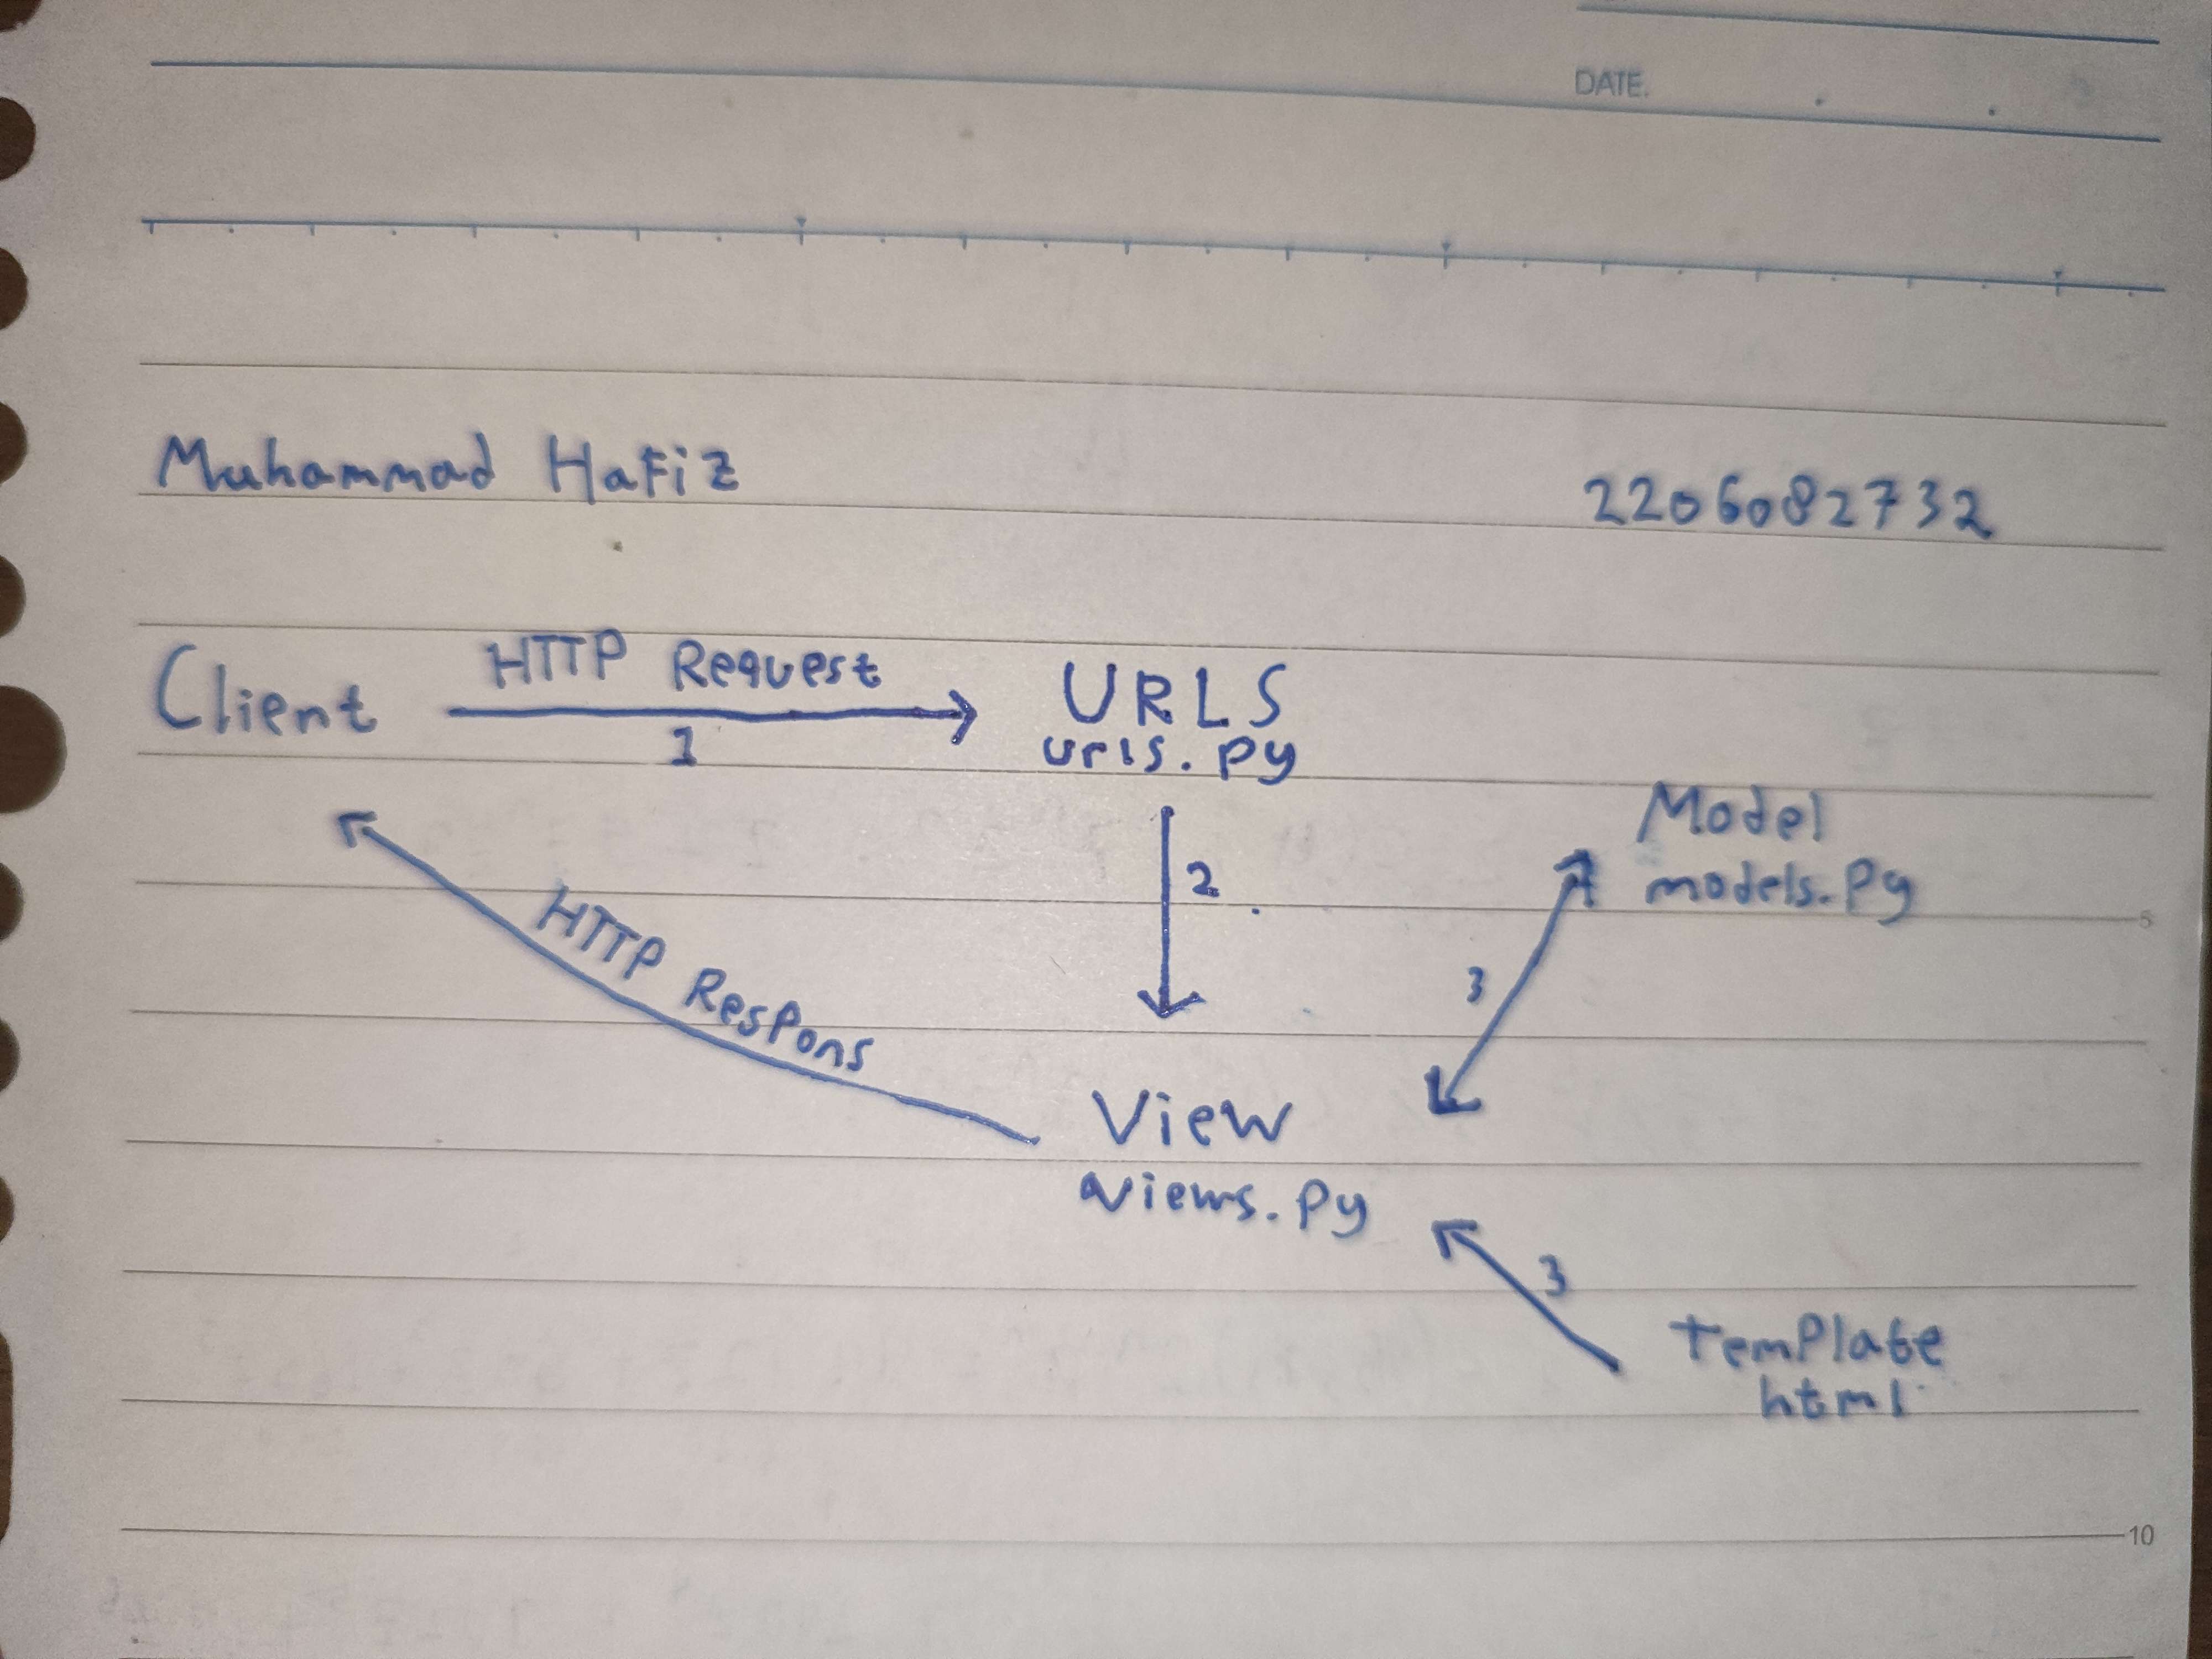 DATE.
Muhammad Hafiz 2206082732
Client HTTP Request URLS
1 urls.py
Model
2. models.py
5
3
HTTP Respons
View
views.py
3
template
html
10